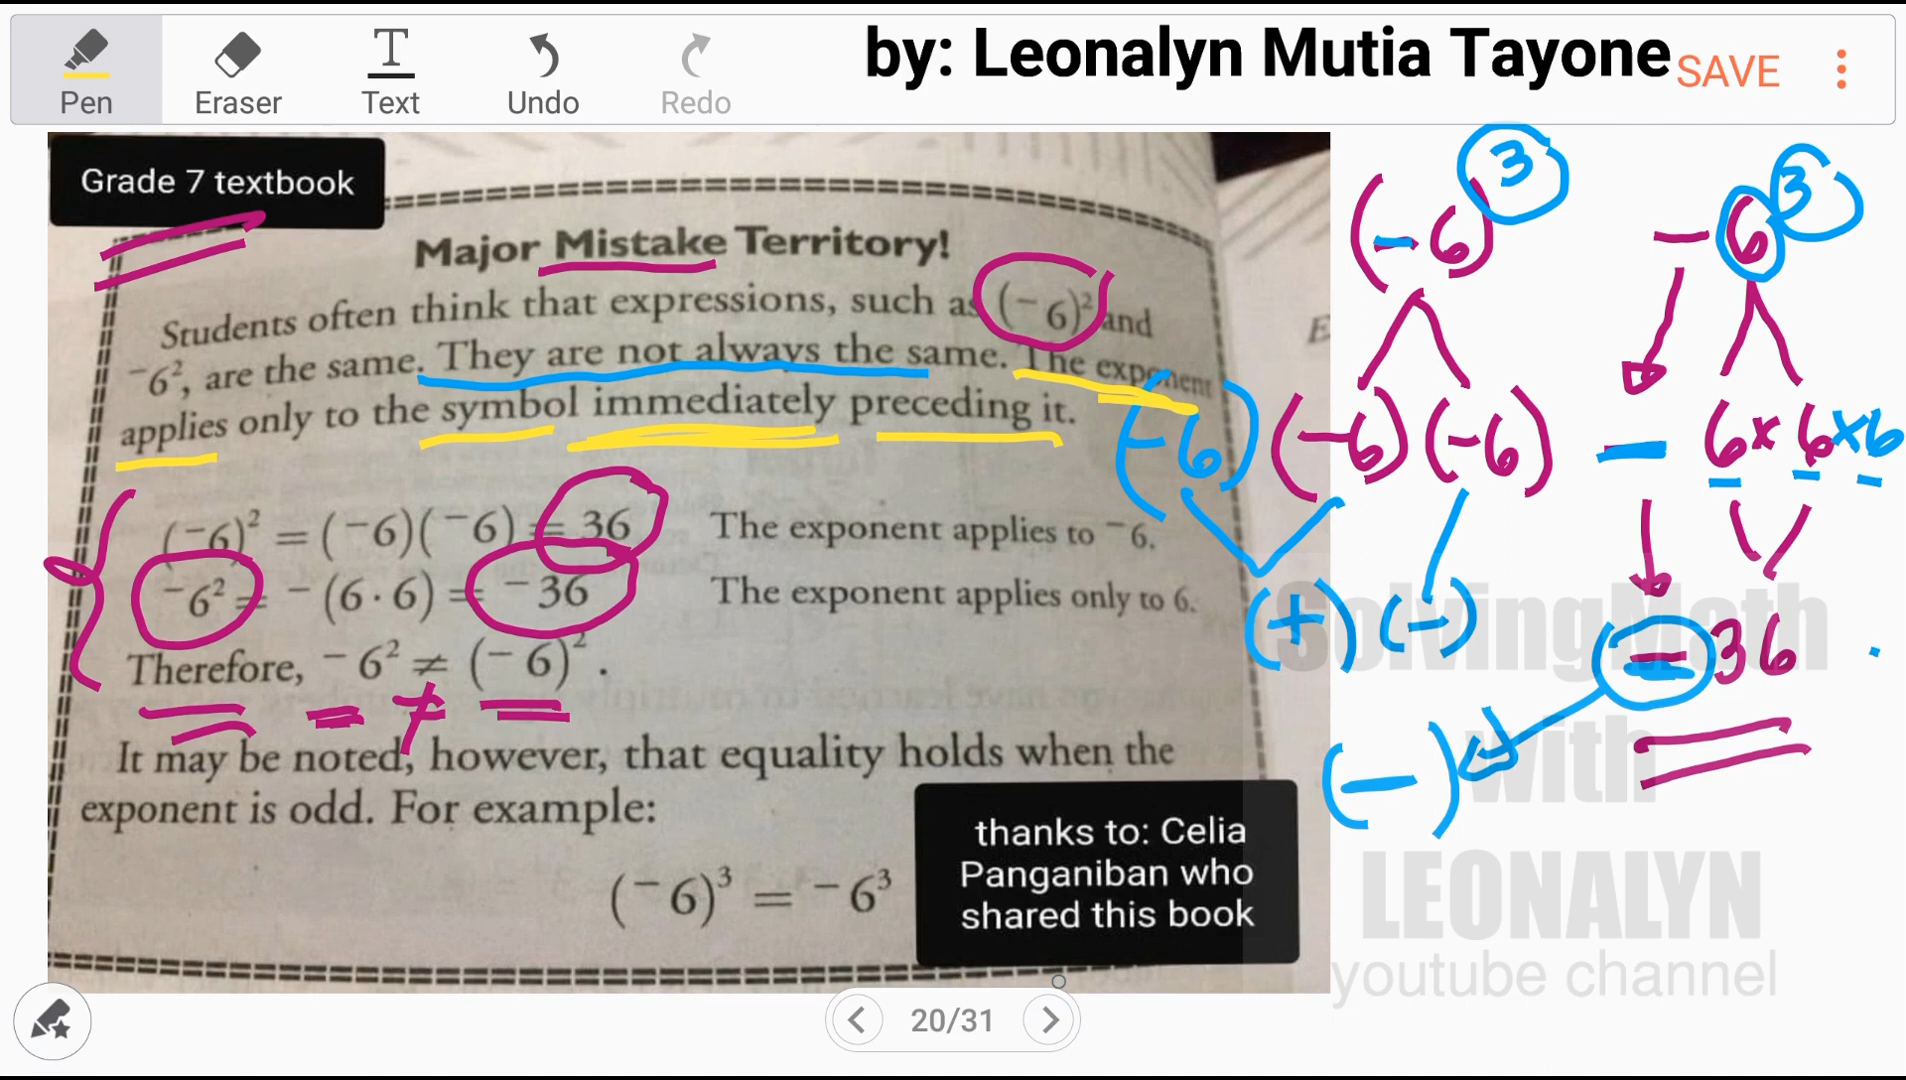 by: Leonalyn Mutia Tayone
SAVE
Pen
Eraser
Text
Undo
Redo
Grade 7 textbook
Major Mistake Territory!
Students often think that expressions, such as (⁻6)² and
⁻6², are the same. They are not always the same. The exponent
applies only to the symbol immediately preceding it.
(⁻6)² = (⁻6)(⁻6) = 36 The exponent applies to ⁻6.
⁻6² = ⁻(6 · 6) = ⁻36 The exponent applies only to 6.
Therefore, ⁻6² ≠ (⁻6)².
≠
It may be noted, however, that equality holds when the
exponent is odd. For example:
(⁻6)³ = ⁻6³
thanks to: Celia
Panganiban who
shared this book
(-6)³
(-6)(-6)(-6)
(+)(-)
(-)
-6³
- 6×6×6
-36
SolvingMath
with
LEONALYN
youtube channel
20/31